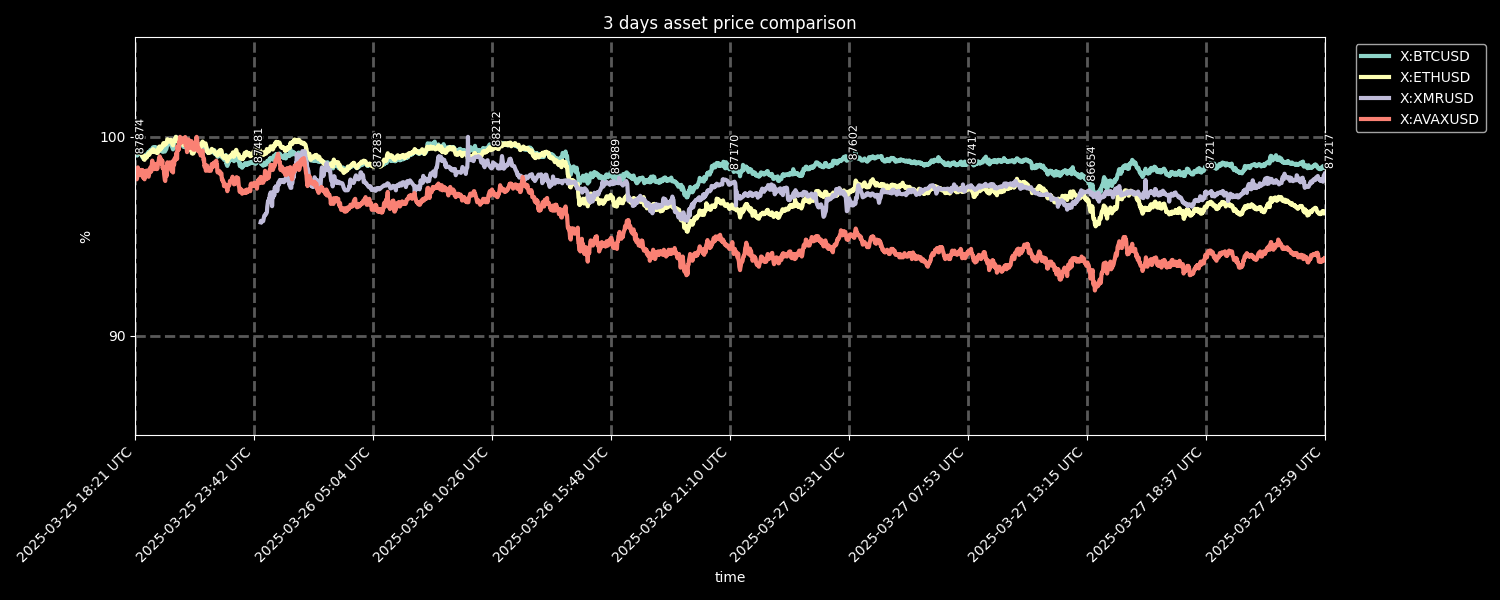 3 days asset price comparison
X:BTCUSD
X:ETHUSD
X:XMRUSD
X:AVAXUSD
100
90
%
87874
87481
87283
88212
86989
87170
87602
87417
86654
87217
87217
2025-03-25 18:21 UTC
2025-03-25 23:42 UTC
2025-03-26 05:04 UTC
2025-03-26 10:26 UTC
2025-03-26 15:48 UTC
2025-03-26 21:10 UTC
2025-03-27 02:31 UTC
2025-03-27 07:53 UTC
2025-03-27 13:15 UTC
2025-03-27 18:37 UTC
2025-03-27 23:59 UTC
time